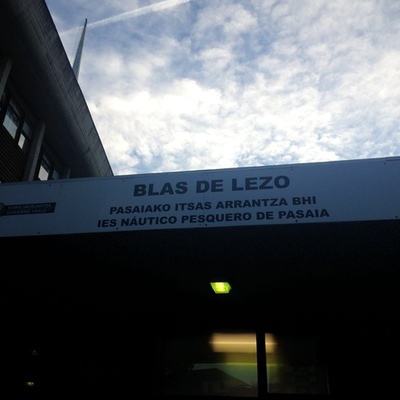 BLAS DE LEZO
PASAIAKO ITSAS ARRANTZA BHI
IES NÁUTICO PESQUERO DE PASAIA